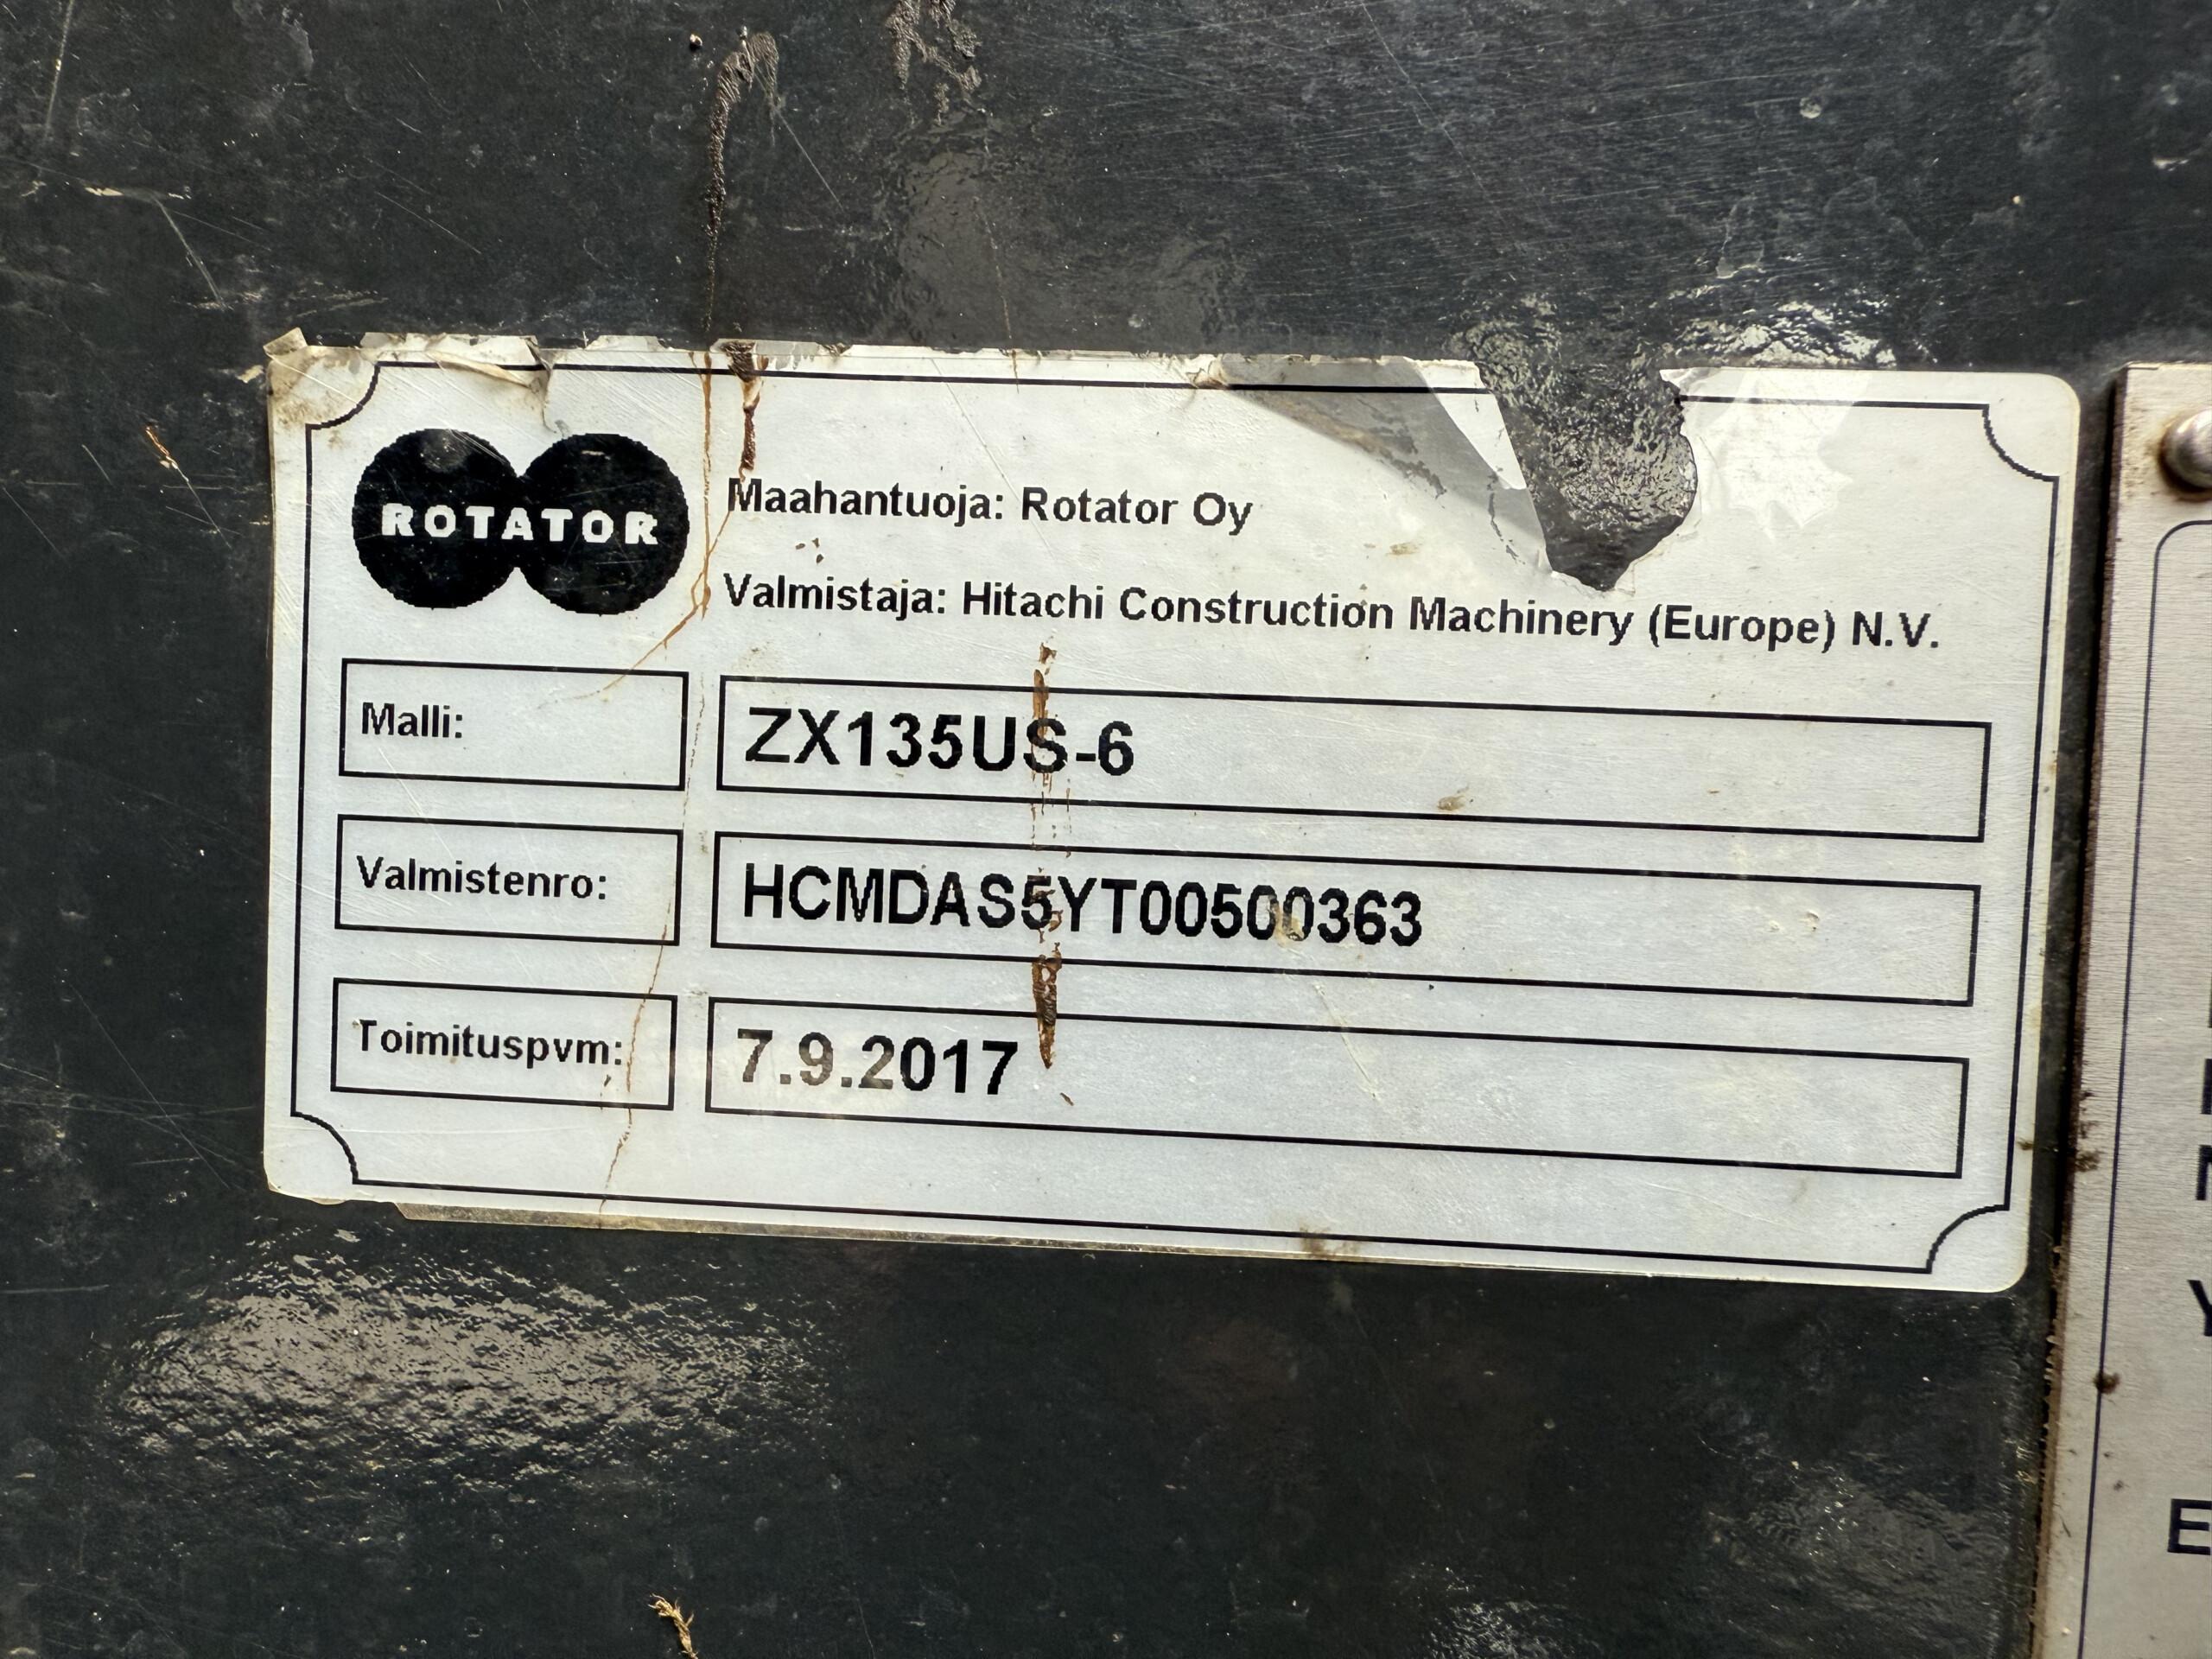 ROTATOR
Maahantuoja: Rotator Oy
Valmistaja: Hitachi Construction Machinery (Europe) N.V.
Malli: ZX135US-6
Valmistenro: HCMDAS5YT00500363
Toimituspvm: 7.9.2017